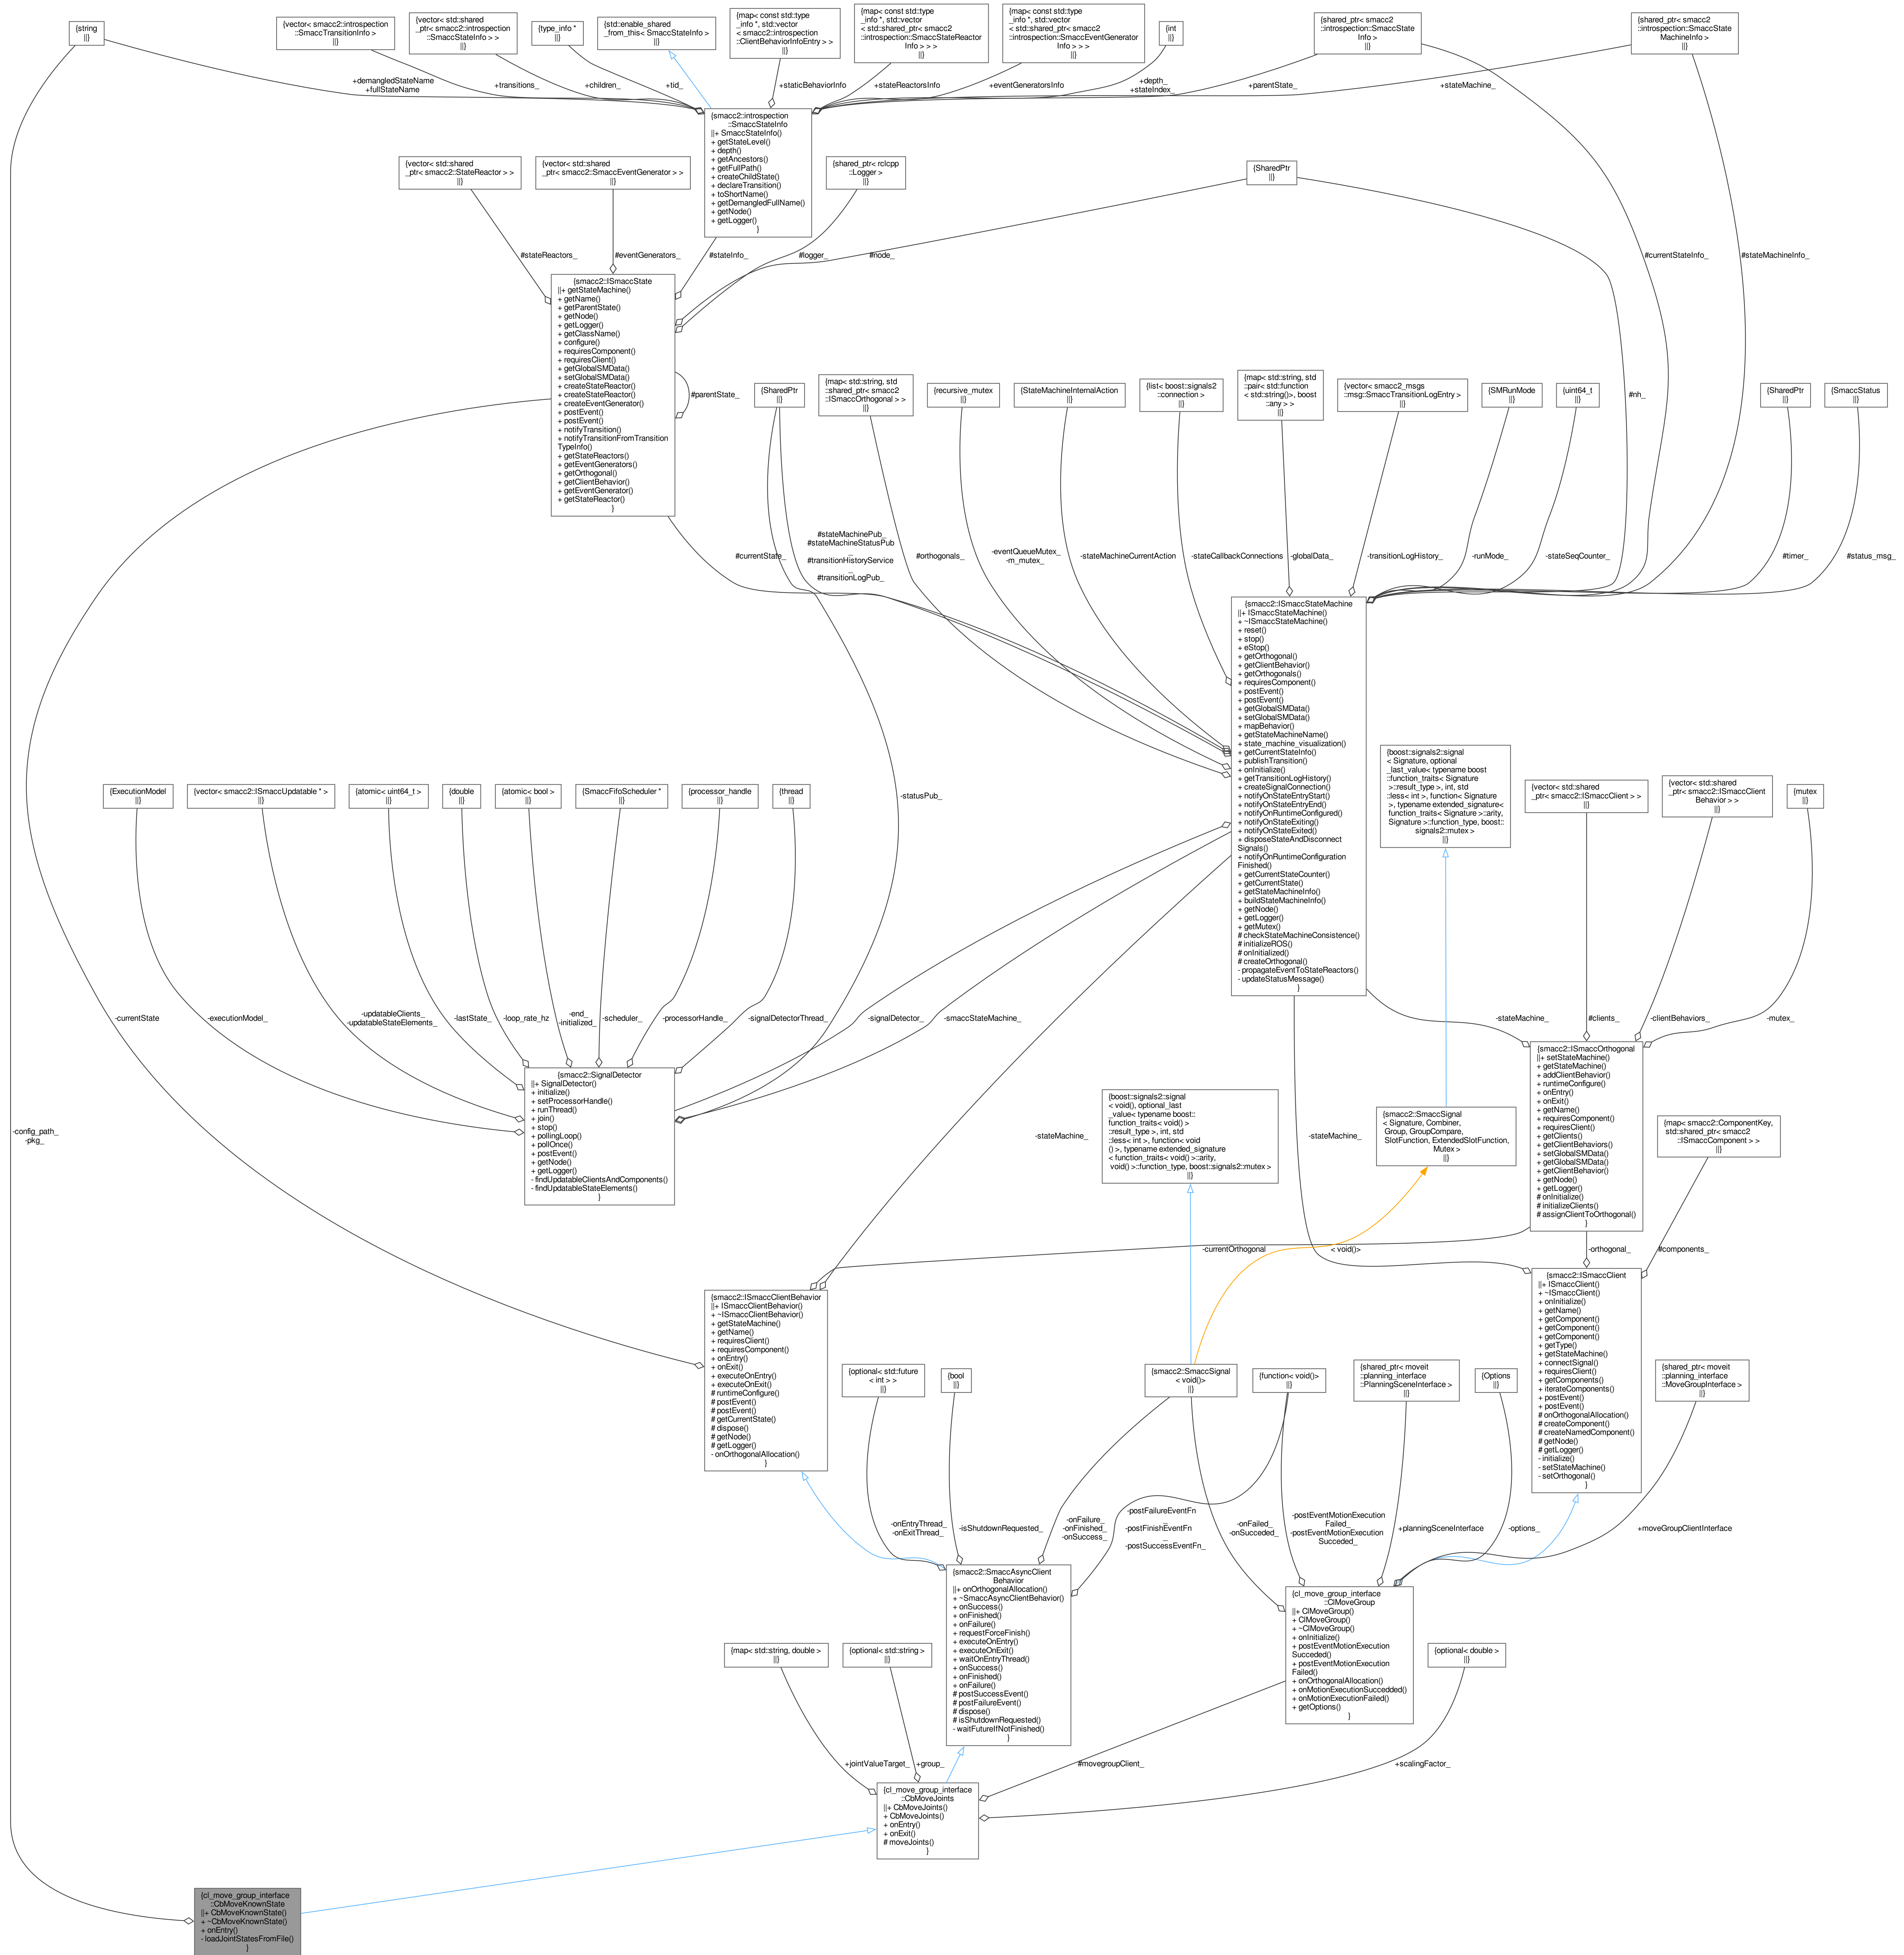 {string
||}
{vector< smacc2::introspection
::SmaccTransitionInfo >
||}
{vector< std::shared
_ptr< smacc2::introspection
::SmaccStateInfo > >
||}
{type_info *
||}
{std::enable_shared
_from_this< SmaccStateInfo >
||}
{map< const std::type
_info *, std::vector
< smacc2::introspection
::ClientBehaviorInfoEntry > >
||}
{map< const std::type
_info *, std::vector
< std::shared_ptr< smacc2
::introspection::SmaccStateReactor
Info > > >
||}
{map< const std::type
_info *, std::vector
< std::shared_ptr< smacc2
::introspection::SmaccEventGenerator
Info > > >
||}
{int
||}
{shared_ptr< smacc2
::introspection::SmaccState
Info >
||}
{shared_ptr< smacc2
::introspection::SmaccState
MachineInfo >
||}
+demangledStateName
+fullStateName
+transitions_
+children_
+tid_
+staticBehaviorInfo
+stateReactorsInfo
+eventGeneratorsInfo
+depth_
+stateIndex_
+parentState_
+stateMachine_
{smacc2::introspection
::SmaccStateInfo
||+ SmaccStateInfo()
+ getStateLevel()
+ depth()
+ getAncestors()
+ getFullPath()
+ createChildState()
+ declareTransition()
+ toShortName()
+ getDemangledFullName()
+ getNode()
+ getLogger()
}
{vector< std::shared
_ptr< smacc2::StateReactor > >
||}
{vector< std::shared
_ptr< smacc2::SmaccEventGenerator > >
||}
{shared_ptr< rclcpp
::Logger >
||}
{SharedPtr
||}
#stateReactors_
#eventGenerators_
#stateInfo_
#logger_
#node_
#currentStateInfo_
#stateMachineInfo_
{smacc2::ISmaccState
||+ getStateMachine()
+ getName()
+ getParentState()
+ getNode()
+ getLogger()
+ getClassName()
+ configure()
+ requiresComponent()
+ requiresClient()
+ getGlobalSMData()
+ setGlobalSMData()
+ createStateReactor()
+ createStateReactor()
+ createEventGenerator()
+ postEvent()
+ postEvent()
+ notifyTransition()
+ notifyTransitionFromTransition
TypeInfo()
+ getStateReactors()
+ getEventGenerators()
+ getOrthogonal()
+ getClientBehavior()
+ getEventGenerator()
+ getStateReactor()
}
#parentState_
{SharedPtr
||}
{map< std::string, std
::shared_ptr< smacc2
::ISmaccOrthogonal > >
||}
{recursive_mutex
||}
{StateMachineInternalAction
||}
{list< boost::signals2
::connection >
||}
{map< std::string, std
::pair< std::function
< std::string()>, boost
::any > >
||}
{vector< smacc2_msgs
::msg::SmaccTransitionLogEntry >
||}
{SMRunMode
||}
{uint64_t
||}
#nh_
{SharedPtr
||}
{SmaccStatus
||}
#currentState_
#stateMachinePub_
#stateMachineStatusPub
_
#transitionHistoryService
_
#transitionLogPub_
#orthogonals_
-eventQueueMutex_
-m_mutex_
-stateMachineCurrentAction
-stateCallbackConnections
-globalData_
-transitionLogHistory_
-runMode_
-stateSeqCounter_
#timer_
#status_msg_
{smacc2::ISmaccStateMachine
||+ ISmaccStateMachine()
+ ~ISmaccStateMachine()
+ reset()
+ stop()
+ eStop()
+ getOrthogonal()
+ getClientBehavior()
+ getOrthogonals()
+ requiresComponent()
+ postEvent()
+ postEvent()
+ getGlobalSMData()
+ setGlobalSMData()
+ mapBehavior()
+ getStateMachineName()
+ state_machine_visualization()
+ getCurrentStateInfo()
+ publishTransition()
+ onInitialize()
+ getTransitionLogHistory()
+ createSignalConnection()
+ notifyOnStateEntryStart()
+ notifyOnStateEntryEnd()
+ notifyOnRuntimeConfigured()
+ notifyOnStateExiting()
+ notifyOnStateExited()
+ disposeStateAndDisconnect
Signals()
+ notifyOnRuntimeConfiguration
Finished()
+ getCurrentStateCounter()
+ getCurrentState()
+ getStateMachineInfo()
+ buildStateMachineInfo()
+ getNode()
+ getLogger()
+ getMutex()
# checkStateMachineConsistence()
# initializeROS()
# onInitialized()
# createOrthogonal()
- propagateEventToStateReactors()
- updateStatusMessage()
}
{ExecutionModel
||}
{vector< smacc2::ISmaccUpdatable * >
||}
{atomic< uint64_t >
||}
{double
||}
{atomic< bool >
||}
{SmaccFifoScheduler *
||}
{processor_handle
||}
{thread
||}
-statusPub_
{boost::signals2::signal
< Signature, optional
_last_value< typename boost
::function_traits< Signature
>::result_type >, int, std
::less< int >, function< Signature
>, typename extended_signature<
function_traits< Signature >::arity,
Signature >::function_type, boost::
signals2::mutex >
||}
{vector< std::shared
_ptr< smacc2::ISmaccClient > >
||}
{vector< std::shared
_ptr< smacc2::ISmaccClient
Behavior > >
||}
{mutex
||}
-currentState
-executionModel_
-updatableClients_
-updatableStateElements_
-lastState_
-loop_rate_hz
-end_
-initialized_
-scheduler_
-processorHandle_
-signalDetectorThread_
-signalDetector_
-smaccStateMachine_
-stateMachine_
#clients_
-clientBehaviors_
-mutex_
{smacc2::SignalDetector
||+ SignalDetector()
+ initialize()
+ setProcessorHandle()
+ runThread()
+ join()
+ stop()
+ pollingLoop()
+ pollOnce()
+ postEvent()
+ getNode()
+ getLogger()
- findUpdatableClientsAndComponents()
- findUpdatableStateElements()
}
{smacc2::ISmaccOrthogonal
||+ setStateMachine()
+ getStateMachine()
+ addClientBehavior()
+ runtimeConfigure()
+ onEntry()
+ onExit()
+ getName()
+ requiresComponent()
+ requiresClient()
+ getClients()
+ getClientBehaviors()
+ setGlobalSMData()
+ getGlobalSMData()
+ getClientBehavior()
+ getNode()
+ getLogger()
# onInitialize()
# initializeClients()
# assignClientToOrthogonal()
}
{boost::signals2::signal
< void(), optional_last
_value< typename boost::
function_traits< void() >
::result_type >, int, std
::less< int >, function< void
() >, typename extended_signature
< function_traits< void() >::arity,
void() >::function_type, boost::signals2::mutex >
||}
{smacc2::SmaccSignal
< Signature, Combiner,
Group, GroupCompare,
SlotFunction, ExtendedSlotFunction,
Mutex >
||}
{map< smacc2::ComponentKey,
std::shared_ptr< smacc2
::ISmaccComponent > >
||}
-config_path_
-pkg_
-stateMachine_
-stateMachine_
-currentOrthogonal
< void()>
-orthogonal_
#components_
{smacc2::ISmaccClientBehavior
||+ ISmaccClientBehavior()
+ ~ISmaccClientBehavior()
+ getStateMachine()
+ getName()
+ requiresClient()
+ requiresComponent()
+ onEntry()
+ onExit()
+ executeOnEntry()
+ executeOnExit()
# runtimeConfigure()
# postEvent()
# postEvent()
# getCurrentState()
# dispose()
# getNode()
# getLogger()
- onOrthogonalAllocation()
}
{smacc2::ISmaccClient
||+ ISmaccClient()
+ ~ISmaccClient()
+ onInitialize()
+ getName()
+ getComponent()
+ getComponent()
+ getComponent()
+ getType()
+ getStateMachine()
+ connectSignal()
+ requiresClient()
+ getComponents()
+ iterateComponents()
+ postEvent()
+ postEvent()
# onOrthogonalAllocation()
# createComponent()
# createNamedComponent()
# getNode()
# getLogger()
- initialize()
- setStateMachine()
- setOrthogonal()
}
{optional< std::future
< int > >
||}
{bool
||}
{smacc2::SmaccSignal
< void()>
||}
{function< void()>
||}
{shared_ptr< moveit
::planning_interface
::PlanningSceneInterface >
||}
{Options
||}
{shared_ptr< moveit
::planning_interface
::MoveGroupInterface >
||}
-onEntryThread_
-onExitThread_
-isShutdownRequested_
-onFailure_
-onFinished_
-onSuccess_
-postFailureEventFn
_
-postFinishEventFn
_
-postSuccessEventFn_
-onFailed_
-onSucceded_
-postEventMotionExecution
Failed_
-postEventMotionExecution
Succeded_
+planningSceneInterface
-options_
+moveGroupClientInterface
{smacc2::SmaccAsyncClient
Behavior
||+ onOrthogonalAllocation()
+ ~SmaccAsyncClientBehavior()
+ onSuccess()
+ onFinished()
+ onFailure()
+ requestForceFinish()
+ executeOnEntry()
+ executeOnExit()
+ waitOnEntryThread()
+ onSuccess()
+ onFinished()
+ onFailure()
# postSuccessEvent()
# postFailureEvent()
# dispose()
# isShutdownRequested()
- waitFutureIfNotFinished()
}
{cl_move_group_interface
::ClMoveGroup
||+ ClMoveGroup()
+ ClMoveGroup()
+ ~ClMoveGroup()
+ onInitialize()
+ postEventMotionExecution
Succeded()
+ postEventMotionExecution
Failed()
+ onOrthogonalAllocation()
+ onMotionExecutionSuccedded()
+ onMotionExecutionFailed()
+ getOptions()
}
{map< std::string, double >
||}
{optional< std::string >
||}
{optional< double >
||}
+jointValueTarget_
+group_
#movegroupClient_
+scalingFactor_
{cl_move_group_interface
::CbMoveJoints
||+ CbMoveJoints()
+ CbMoveJoints()
+ onEntry()
+ onExit()
# moveJoints()
}
{cl_move_group_interface
::CbMoveKnownState
||+ CbMoveKnownState()
+ ~CbMoveKnownState()
+ onEntry()
- loadJointStatesFromFile()
}